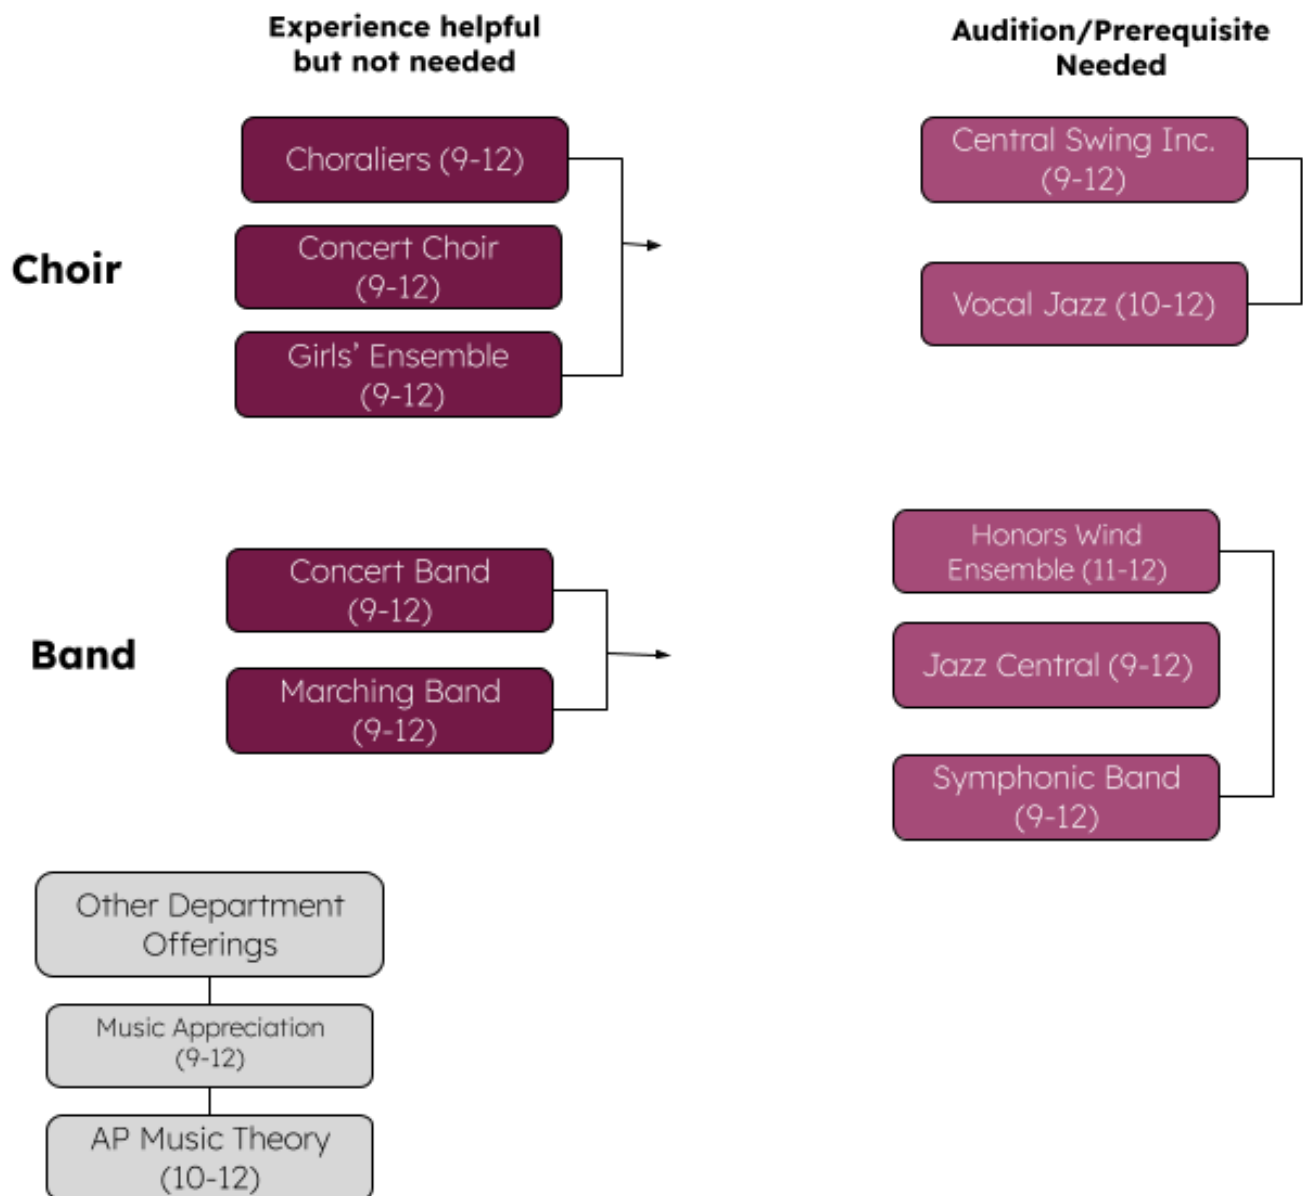 Experience helpful
but not needed
Audition/Prerequisite
Needed
Choir
Choraliers (9-12)
Concert Choir
(9-12)
Girls’ Ensemble
(9-12)
Central Swing Inc.
(9-12)
Vocal Jazz (10-12)
Band
Concert Band
(9-12)
Marching Band
(9-12)
Honors Wind
Ensemble (11-12)
Jazz Central (9-12)
Symphonic Band
(9-12)
Other Department
Offerings
Music Appreciation
(9-12)
AP Music Theory
(10-12)